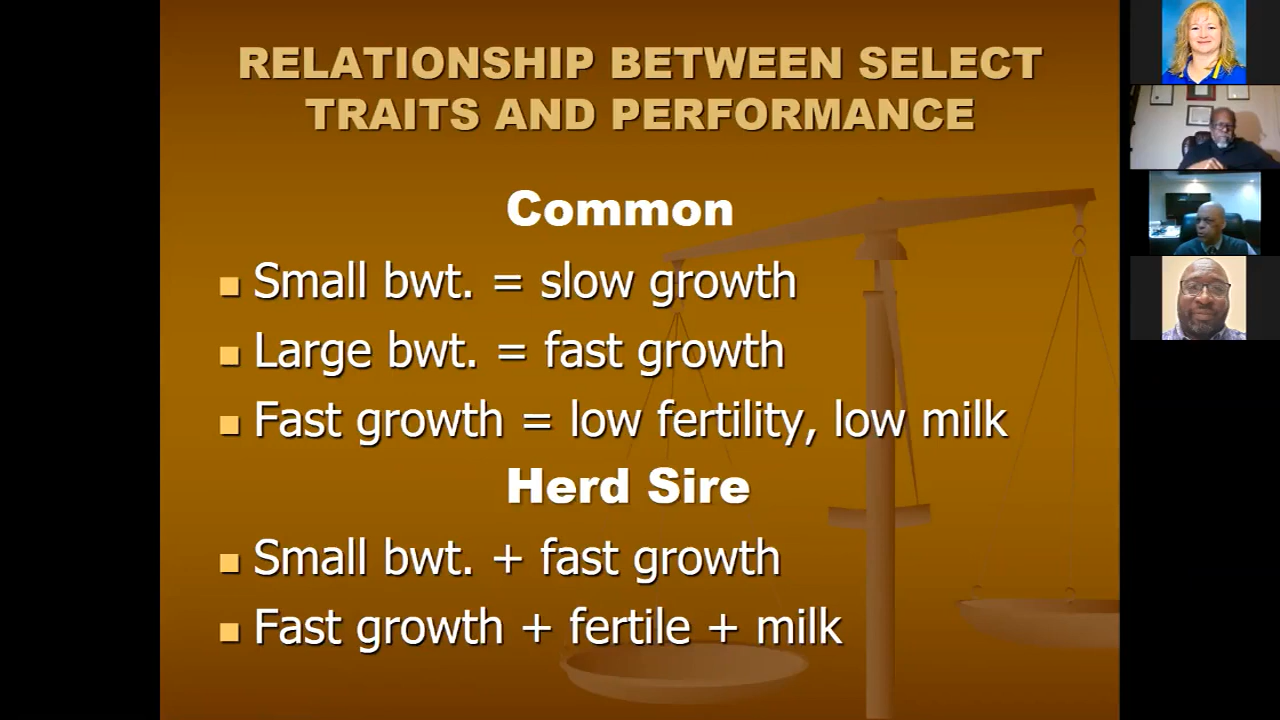 RELATIONSHIP BETWEEN SELECT
TRAITS AND PERFORMANCE
Common
Small bwt. = slow growth
Large bwt. = fast growth
Fast growth = low fertility, low milk
Herd Sire
Small bwt. + fast growth
Fast growth + fertile + milk